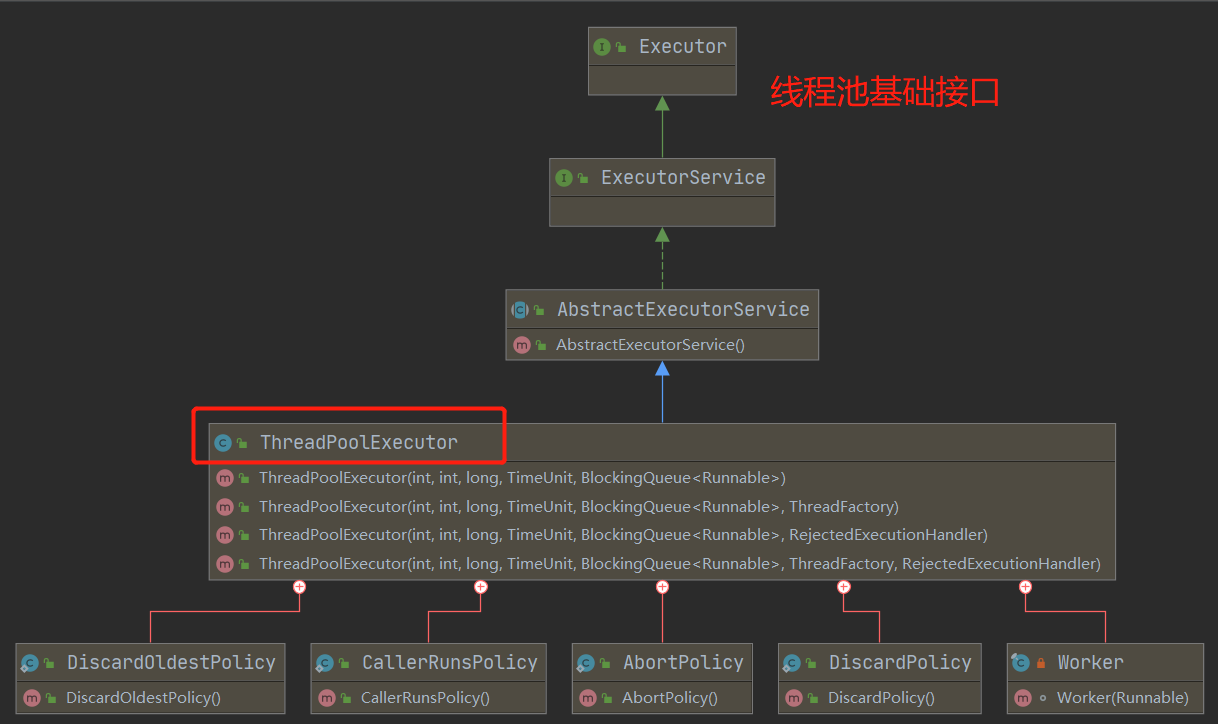 Executor
线程池基础接口
ExecutorService
AbstractExecutorService
AbstractExecutorService()
ThreadPoolExecutor
ThreadPoolExecutor(int, int, long, TimeUnit, BlockingQueue<Runnable>)
ThreadPoolExecutor(int, int, long, TimeUnit, BlockingQueue<Runnable>, ThreadFactory)
ThreadPoolExecutor(int, int, long, TimeUnit, BlockingQueue<Runnable>, RejectedExecutionHandler)
ThreadPoolExecutor(int, int, long, TimeUnit, BlockingQueue<Runnable>, ThreadFactory, RejectedExecutionHandler)
DiscardOldestPolicy
DiscardOldestPolicy()
CallerRunsPolicy
CallerRunsPolicy()
AbortPolicy
AbortPolicy()
DiscardPolicy
DiscardPolicy()
Worker
Worker(Runnable)